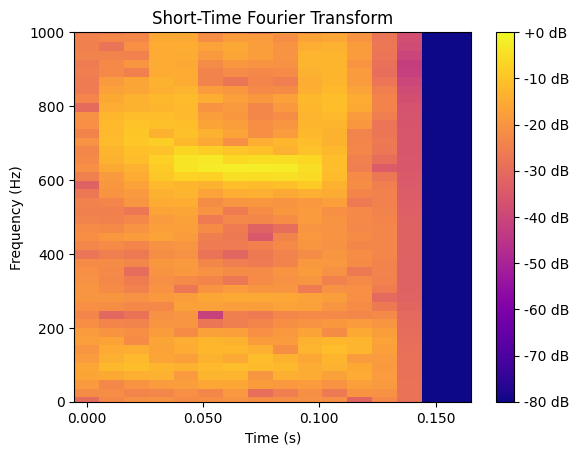 Short-Time Fourier Transform
1000
800
600
400
200
0
Frequency (Hz)
0.000
0.050
0.100
0.150
Time (s)
+0 dB
-10 dB
-20 dB
-30 dB
-40 dB
-50 dB
-60 dB
-70 dB
-80 dB